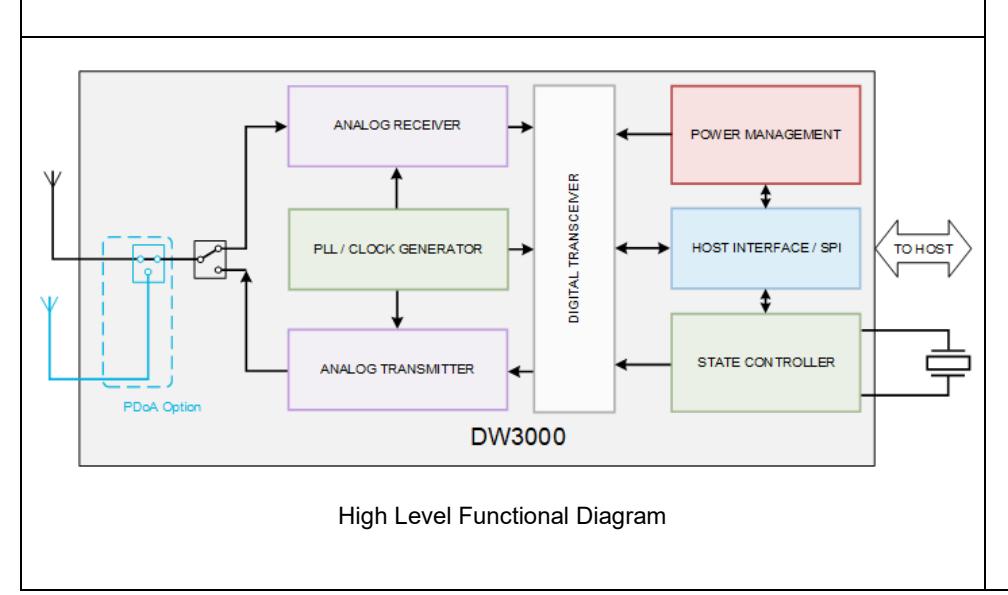 ANALOG RECEIVER
POWER MANAGEMENT
DIGITAL TRANSCEIVER
PLL / CLOCK GENERATOR
HOST INTERFACE / SPI
TO HOST
ANALOG TRANSMITTER
STATE CONTROLLER
PDoA Option
DW3000
High Level Functional Diagram